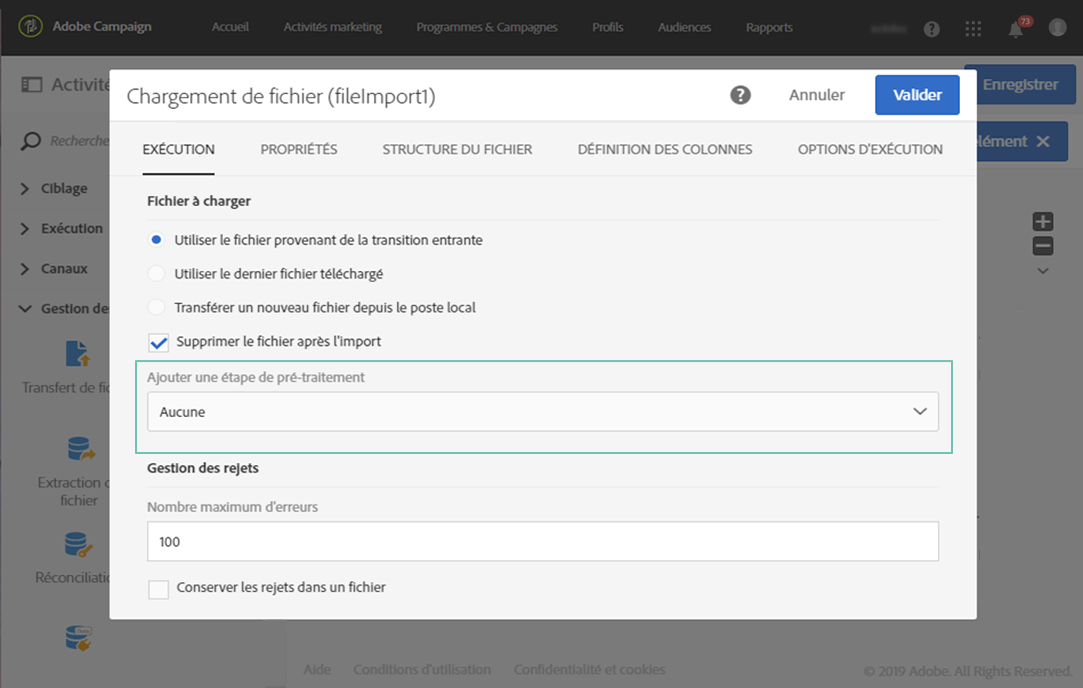 Adobe Campaign
Accueil
Activités marketing
Programmes & Campagnes
Profils
Audiences
Rapports
73
Activité
Enregistrer
Chargement de fichier (fileImport1)
Annuler
Valider
Recherche
élément
EXÉCUTION
PROPRIÉTÉS
STRUCTURE DU FICHIER
DÉFINITION DES COLONNES
OPTIONS D'EXÉCUTION
Ciblage
Exécution
Canaux
Gestion de
Transfert de fic
Extraction
fichier
Réconciliatio
Fichier à charger
Utiliser le fichier provenant de la transition entrante
Utiliser le dernier fichier téléchargé
Transférer un nouveau fichier depuis le poste local
Supprimer le fichier après l'import
Ajouter une étape de pré-traitement
Aucune
Gestion des rejets
Nombre maximum d'erreurs
100
Conserver les rejets dans un fichier
Aide
Conditions d'utilisation
Confidentialité et cookies
© 2019 Adobe. All Rights Reserved.